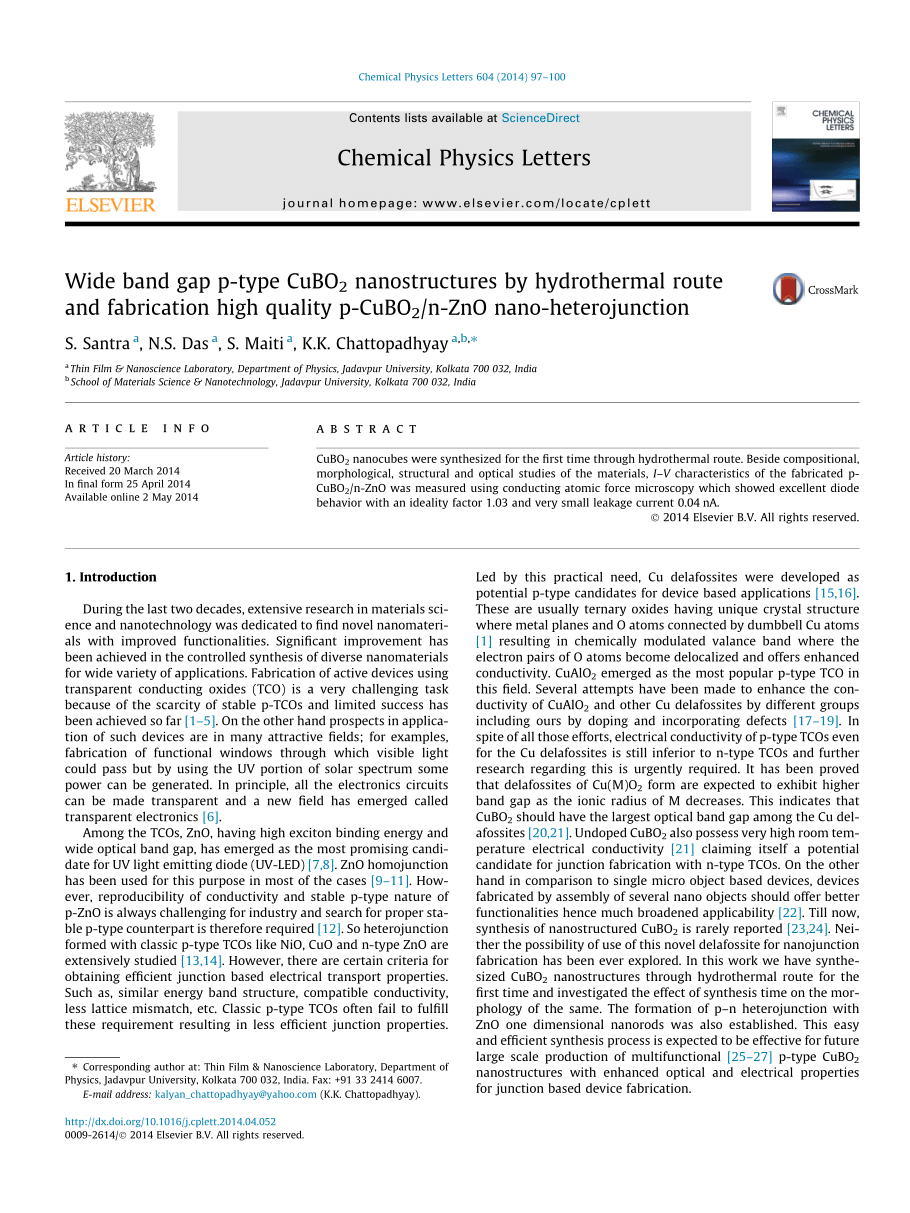 Chemical Physics Letters 604 (2014) 97–100
Contents lists available at ScienceDirect
Chemical Physics Letters
journal homepage: www.elsevier.com/locate/cplett
ELSEVIER
CHEMICAL
PHYSICS
LETTERS
Wide band gap p-type CuBO2 nanostructures by hydrothermal route
and fabrication high quality p-CuBO2/n-ZnO nano-heterojunction
CrossMark
S. Santra a, N.S. Das a, S. Maiti a, K.K. Chattopadhyay a,b,*
a Thin Film & Nanoscience Laboratory, Department of Physics, Jadavpur University, Kolkata 700 032, India
b School of Materials Science & Nanotechnology, Jadavpur University, Kolkata 700 032, India
ARTICLE INFO
Article history:
Received 20 March 2014
In final form 25 April 2014
Available online 2 May 2014
ABSTRACT
CuBO2 nanocubes were synthesized for the first time through hydrothermal route. Beside compositional,
morphological, structural and optical studies of the materials, I–V characteristics of the fabricated p-
CuBO2/n-ZnO was measured using conducting atomic force microscopy which showed excellent diode
behavior with an ideality factor 1.03 and very small leakage current 0.04 nA.
© 2014 Elsevier B.V. All rights reserved.
1. Introduction
During the last two decades, extensive research in materials sci-
ence and nanotechnology was dedicated to find novel nanomateri-
als with improved functionalities. Significant improvement has
been achieved in the controlled synthesis of diverse nanomaterials
for wide variety of applications. Fabrication of active devices using
transparent conducting oxides (TCO) is a very challenging task
because of the scarcity of stable p-TCOs and limited success has
been achieved so far [1–5]. On the other hand prospects in applica-
tion of such devices are in many attractive fields; for examples,
fabrication of functional windows through which visible light
could pass but by using the UV portion of solar spectrum some
power can be generated. In principle, all the electronics circuits
can be made transparent and a new field has emerged called
transparent electronics [6].
Among the TCOs, ZnO, having high exciton binding energy and
wide optical band gap, has emerged as the most promising candi-
date for UV light emitting diode (UV-LED) [7,8]. ZnO homojunction
has been used for this purpose in most of the cases [9–11]. How-
ever, reproducibility of conductivity and stable p-type nature of
p-ZnO is always challenging for industry and search for proper sta-
ble p-type counterpart is therefore required [12]. So heterojunction
formed with classic p-type TCOs like NiO, CuO and n-type ZnO are
extensively studied [13,14]. However, there are certain criteria for
obtaining efficient junction based electrical transport properties.
Such as, similar energy band structure, compatible conductivity,
less lattice mismatch, etc. Classic p-type TCOs often fail to fulfill
these requirement resulting in less efficient junction properties.
Led by this practical need, Cu delafossites were developed as
potential p-type candidates for device based applications [15,16].
These are usually ternary oxides having unique crystal structure
where metal planes and O atoms connected by dumbbell Cu atoms
[1] resulting in chemically modulated valance band where the
electron pairs of O atoms become delocalized and offers enhanced
conductivity. CuAlO2 emerged as the most popular p-type TCO in
this field. Several attempts have been made to enhance the con-
ductivity of CuAlO2 and other Cu delafossites by different groups
including ours by doping and incorporating defects [17–19]. In
spite of all those efforts, electrical conductivity of p-type TCOs even
for the Cu delafossites is still inferior to n-type TCOs and further
research regarding this is urgently required. It has been proved
that delafossites of Cu(M)O2 form are expected to exhibit higher
band gap as the ionic radius of M decreases. This indicates that
CuBO2 should have the largest optical band gap among the Cu del-
afossites [20,21]. Undoped CuBO2 also possess very high room tem-
perature electrical conductivity [21] claiming itself a potential
candidate for junction fabrication with n-type TCOs. On the other
hand in comparison to single micro object based devices, devices
fabricated by assembly of several nano objects should offer better
functionalities hence much broadened applicability [22]. Till now,
synthesis of nanostructured CuBO2 is rarely reported [23,24]. Nei-
ther the possibility of use of this novel delafossite for nanojunction
fabrication has been ever explored. In this work we have synthe-
sized CuBO2 nanostructures through hydrothermal route for the
first time and investigated the effect of synthesis time on the mor-
phology of the same. The formation of p–n heterojunction with
ZnO one dimensional nanorods was also established. This easy
and efficient synthesis process is expected to be effective for future
large scale production of multifunctional [25–27] p-type CuBO2
nanostructures with enhanced optical and electrical properties
for junction based device fabrication.
* Corresponding author at: Thin Film & Nanoscience Laboratory, Department of
Physics, Jadavpur University, Kolkata 700 032, India. Fax: +91 33 2414 6007.
E-mail address: kalyan_chattopadhyay@yahoo.com (K.K. Chattopadhyay).
http://dx.doi.org/10.1016/j.cplett.2014.04.052
0009-2614/© 2014 Elsevier B.V. All rights reserved.